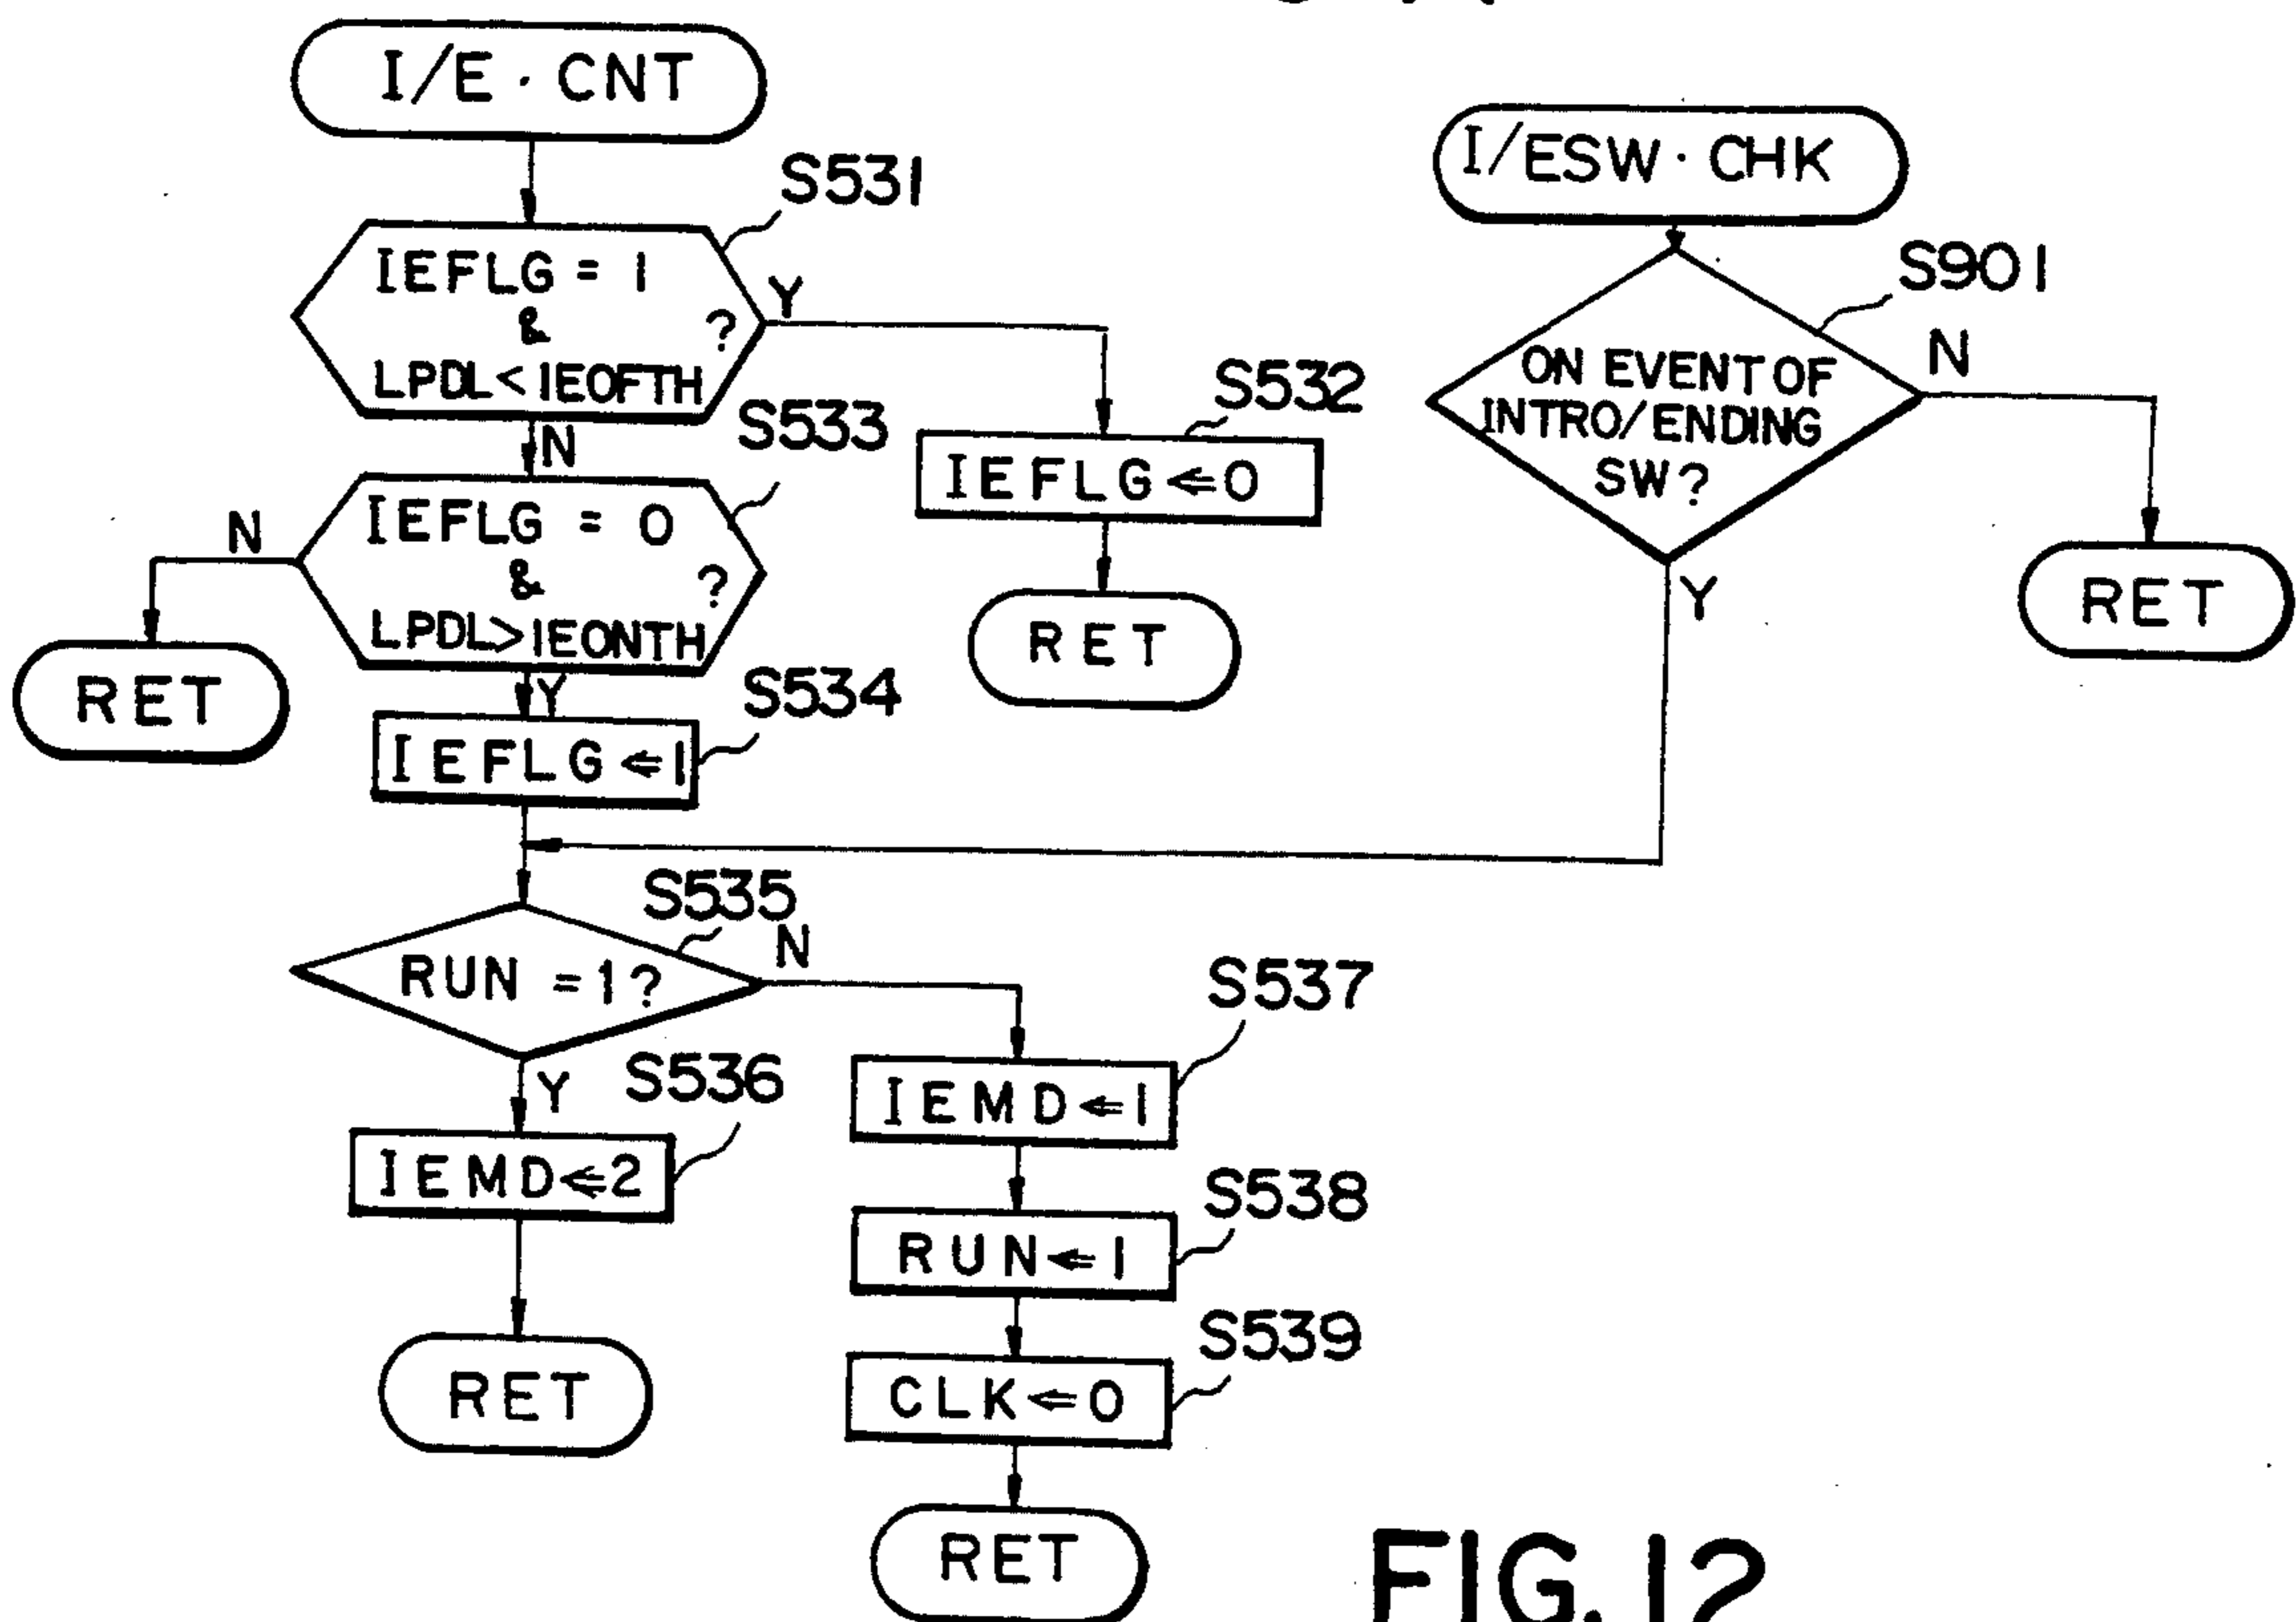 I/E · CNT
S531
IEFLG = 1
&
?
LPDL<IEOFTH
Y
N
S532
IEFLG⇐0
RET
S533
IEFLG = 0
&
?
LPDL>IEONTH
N
RET
Y
S534
IEFLG⇐1
S535
RUN =1?
N
Y
S536
IEMD⇐2
RET
S537
IEMD⇐1
S538
RUN⇐1
S539
CLK⇐0
RET
I/ESW · CHK
S901
ON EVENT OF
INTRO/ENDING
SW?
N
RET
Y
FIG.12